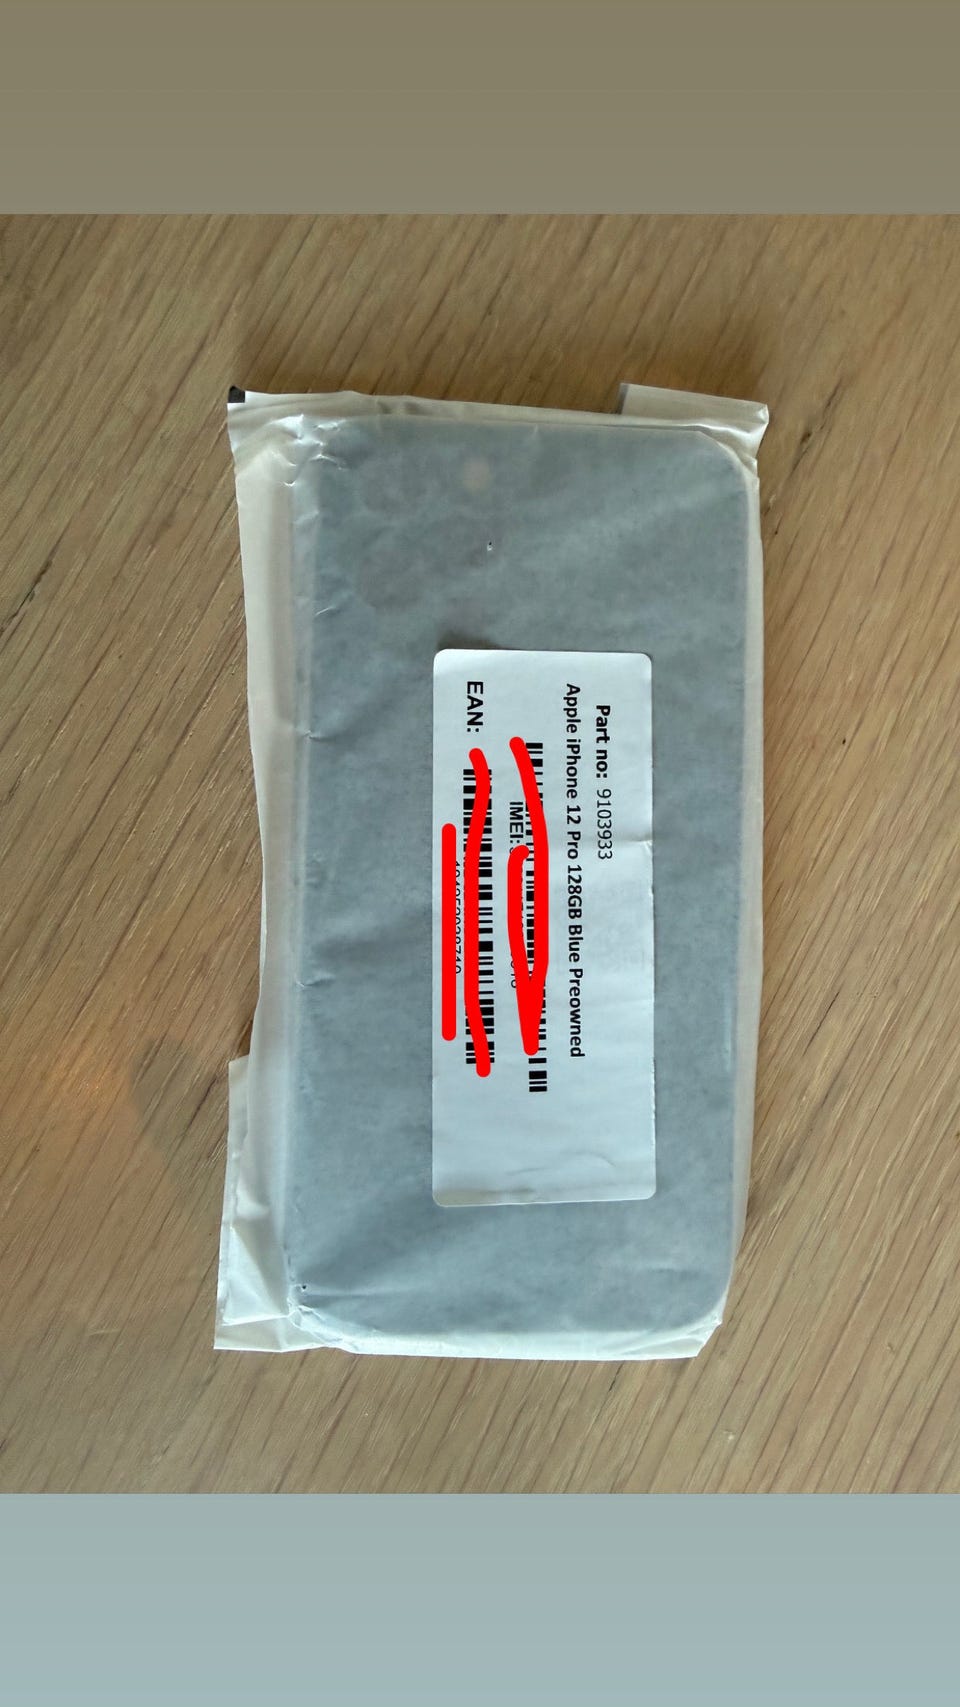 Part no: 9103933
Apple iPhone 12 Pro 128GB Blue Preowned
IMEI:
EAN: